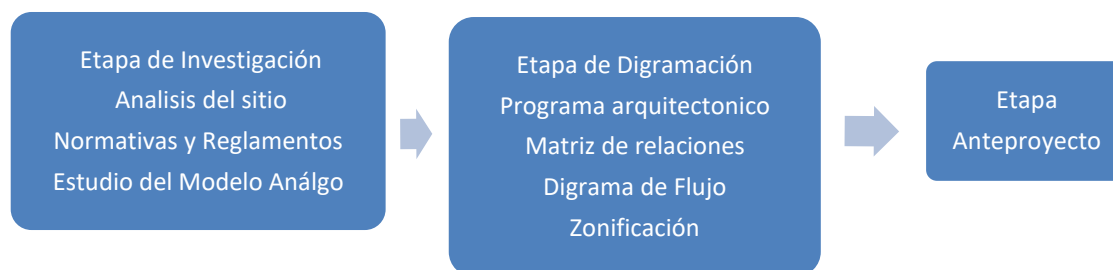 Etapa de Investigación
Analisis del sitio
Normativas y Reglamentos
Estudio del Modelo Análgo
Etapa de Digramación
Programa arquitectonico
Matriz de relaciones
Digrama de Flujo
Zonificación
Etapa
Anteproyecto